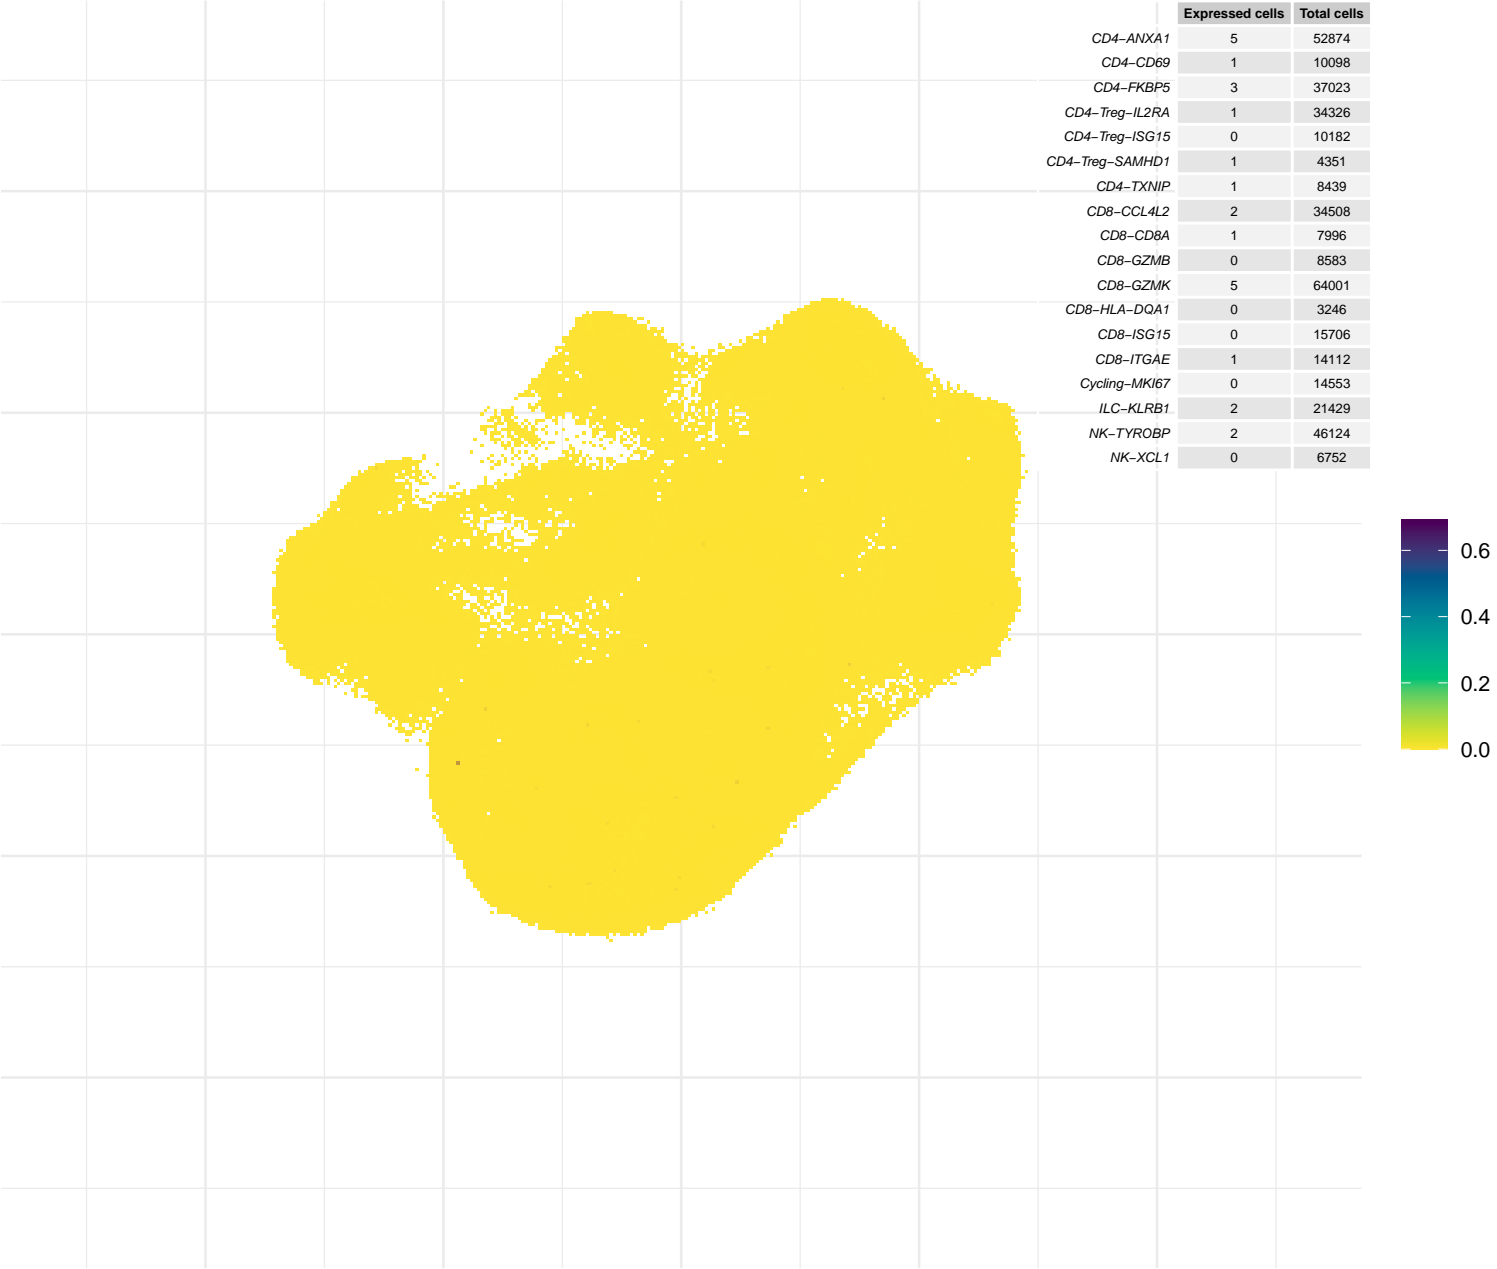 Expressed cells Total cells
CD4−ANXA1 5 52874
CD4−CD69 1 10098
CD4−FKBP5 3 37023
CD4−Treg−IL2RA 1 34326
CD4−Treg−ISG15 0 10182
CD4−Treg−SAMHD1 1 4351
CD4−TXNIP 1 8439
CD8−CCL4L2 2 34508
CD8−CD8A 1 7996
CD8−GZMB 0 8583
CD8−GZMK 5 64001
CD8−HLA−DQA1 0 3246
CD8−ISG15 0 15706
CD8−ITGAE 1 14112
Cycling−MKI67 0 14553
ILC−KLRB1 2 21429
NK−TYROBP 2 46124
NK−XCL1 0 6752
0.6
0.4
0.2
0.0